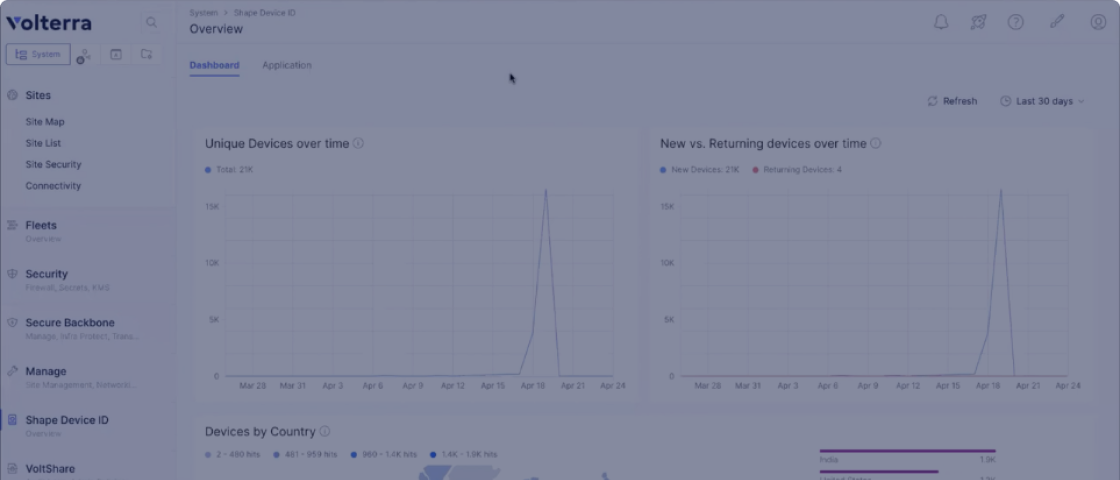 Volterra
System
Sites
Site Map
Site List
Site Security
Connectivity
Fleets
Overview
Security
Firewall, Secrets, KMS
Secure Backbone
Manage, Infra Protect, Trans...
Manage
Site Management, Networki...
Shape Device ID
Overview
VoltShare
System > Shape Device ID
Overview
Dashboard Application
Refresh Last 30 days
Unique Devices over time
Total: 21K
15K
10K
5K
0
Mar 28 Mar 31 Apr 3 Apr 6 Apr 9 Apr 12 Apr 15 Apr 18 Apr 21 Apr 24
New vs. Returning devices over time
New Devices: 21K Returning Devices: 4
15K
10K
5K
0
Mar 28 Mar 31 Apr 3 Apr 6 Apr 9 Apr 12 Apr 15 Apr 18 Apr 21 Apr 24
Devices by Country
2 - 480 hits 481 - 959 hits 960 - 1.4K hits 1.4K - 1.9K hits
India 1.9K
United States